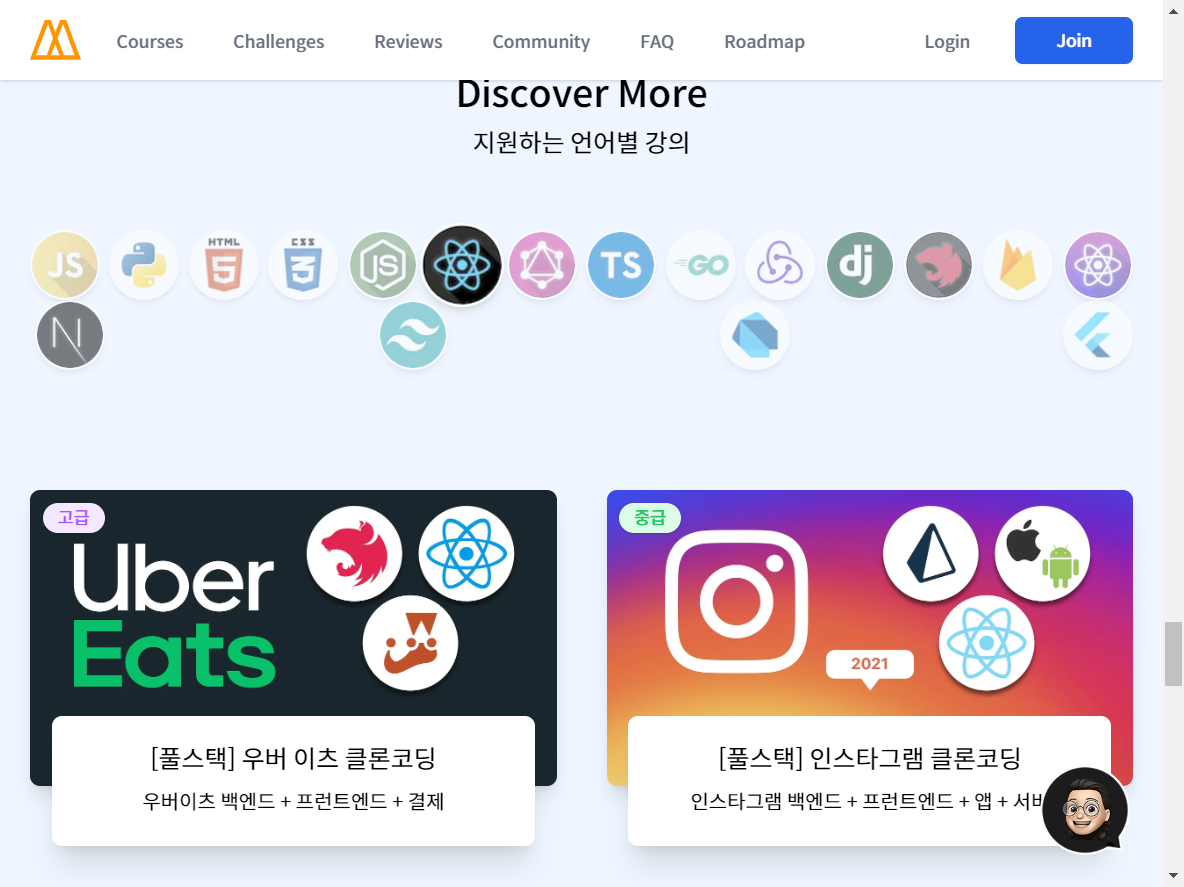 Courses Challenges Reviews Community FAQ Roadmap Login Join
Discover More
지원하는 언어별 강의
JS HTML 5 CSS 3 JS TS GO dj N
고급
Uber
Eats
[풀스택] 우버 이츠 클론코딩
우버이츠 백엔드 + 프런트엔드 + 결제
중급
2021
[풀스택] 인스타그램 클론코딩
인스타그램 백엔드 + 프런트엔드 + 앱 +